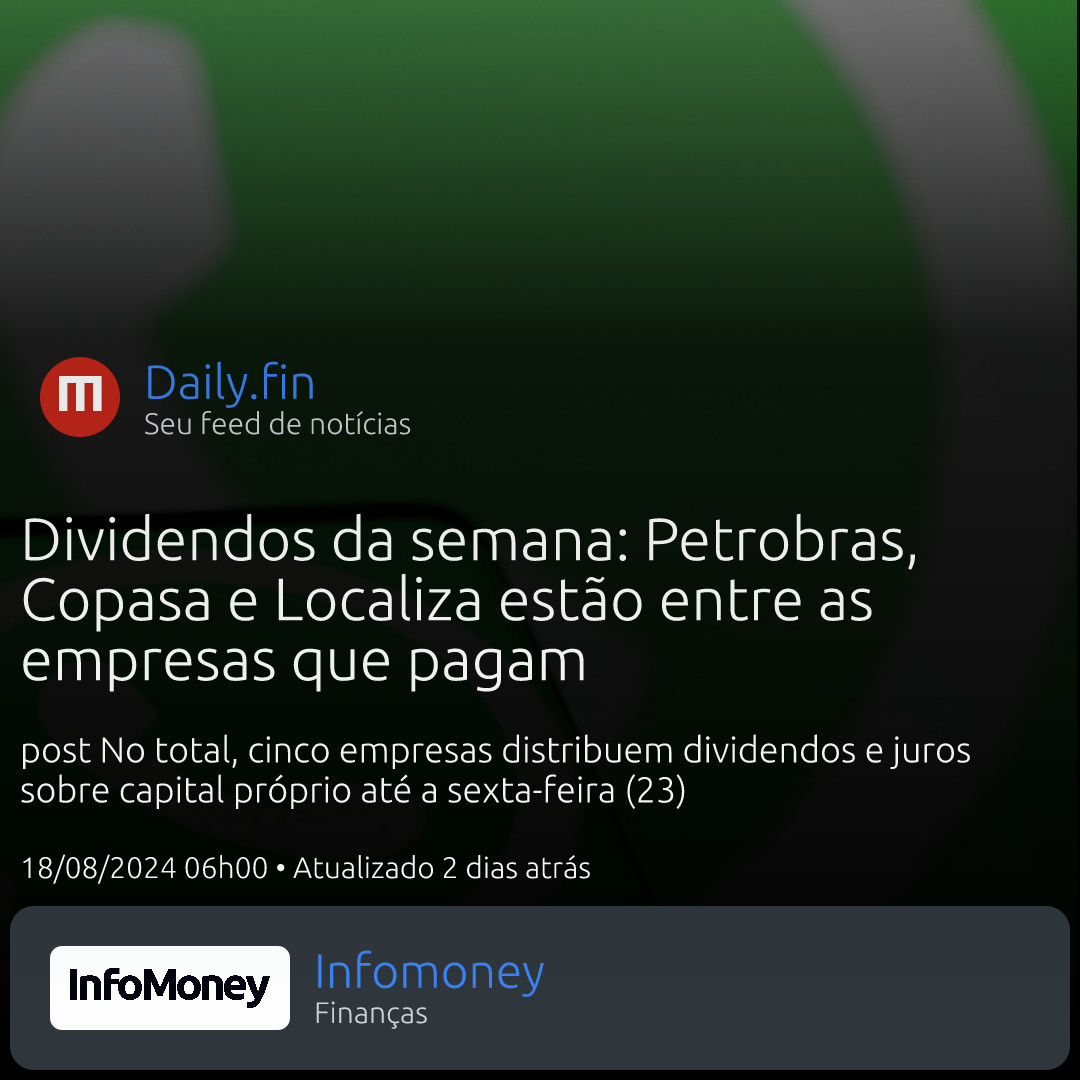 m
Daily.fin
Seu feed de notícias
Dividendos da semana: Petrobras,
Copasa e Localiza estão entre as
empresas que pagam
post No total, cinco empresas distribuem dividendos e juros
sobre capital próprio até a sexta-feira (23)
18/08/2024 06h00 • Atualizado 2 dias atrás
InfoMoney
Infomoney
Finanças